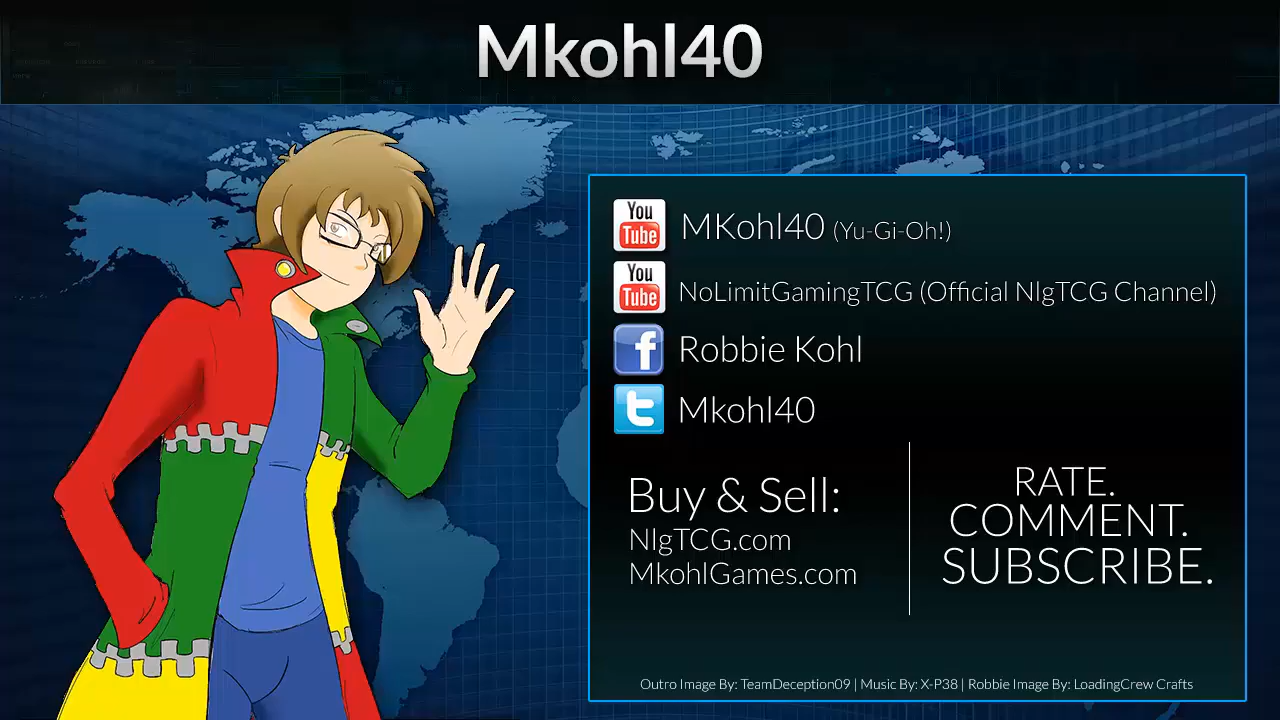 Mkohl40
You Tube MKohl40 (Yu-Gi-Oh!)
You Tube NoLimitGamingTCG (Official NlgTCG Channel)
f Robbie Kohl
t Mkohl40
Buy & Sell:
NlgTCG.com
MkohlGames.com
RATE.
COMMENT.
SUBSCRIBE.
Outro Image By: TeamDeception09 | Music By: X-P38 | Robbie Image By: LoadingCrew Crafts